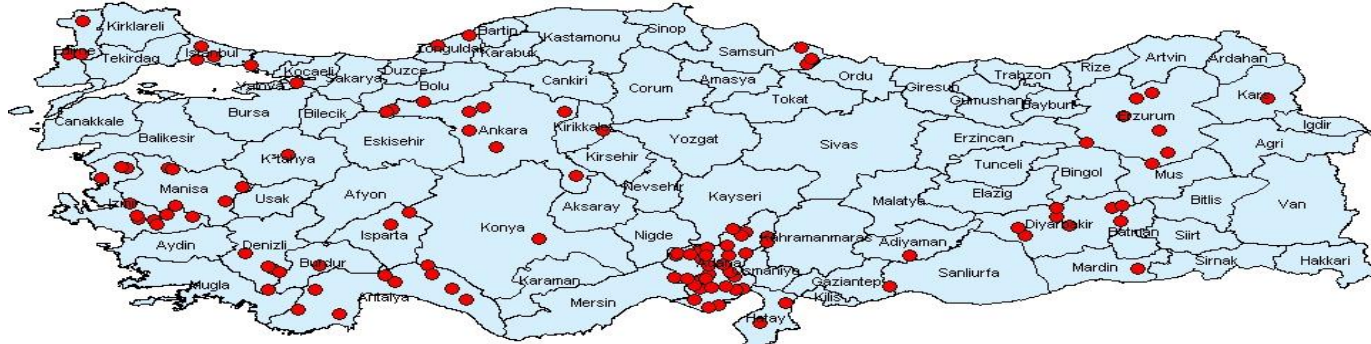 Kirklareli
Edirne
Tekirdag
Istanbul
Kocaeli
Yalova
Sakarya
Duzce
Bolu
Zonguldak
Bartin
Karabuk
Kastamonu
Sinop
Samsun
Cankiri
Corum
Amasya
Tokat
Ordu
Giresun
Trabzon
Gumushane
Bayburt
Rize
Artvin
Ardahan
Kars
Igdir
Agri
Erzurum
Erzincan
Canakkale
Balikesir
Bursa
Bilecik
Eskisehir
Ankara
Kirikkale
Yozgat
Sivas
Tunceli
Bingol
Mus
Manisa
Usak
Afyon
Kirsehir
Nevsehir
Kayseri
Malatya
Elazig
Diyarbakir
Batman
Bitlis
Van
Siirt
Izmir
Aydin
Denizli
Isparta
Konya
Aksaray
Nigde
Kahramanmaras
Adiyaman
Mardin
Sirnak
Hakkari
Mugla
Burdur
Antalya
Karaman
Mersin
Adana
Osmaniye
Gaziantep
Kilis
Sanliurfa
Hatay